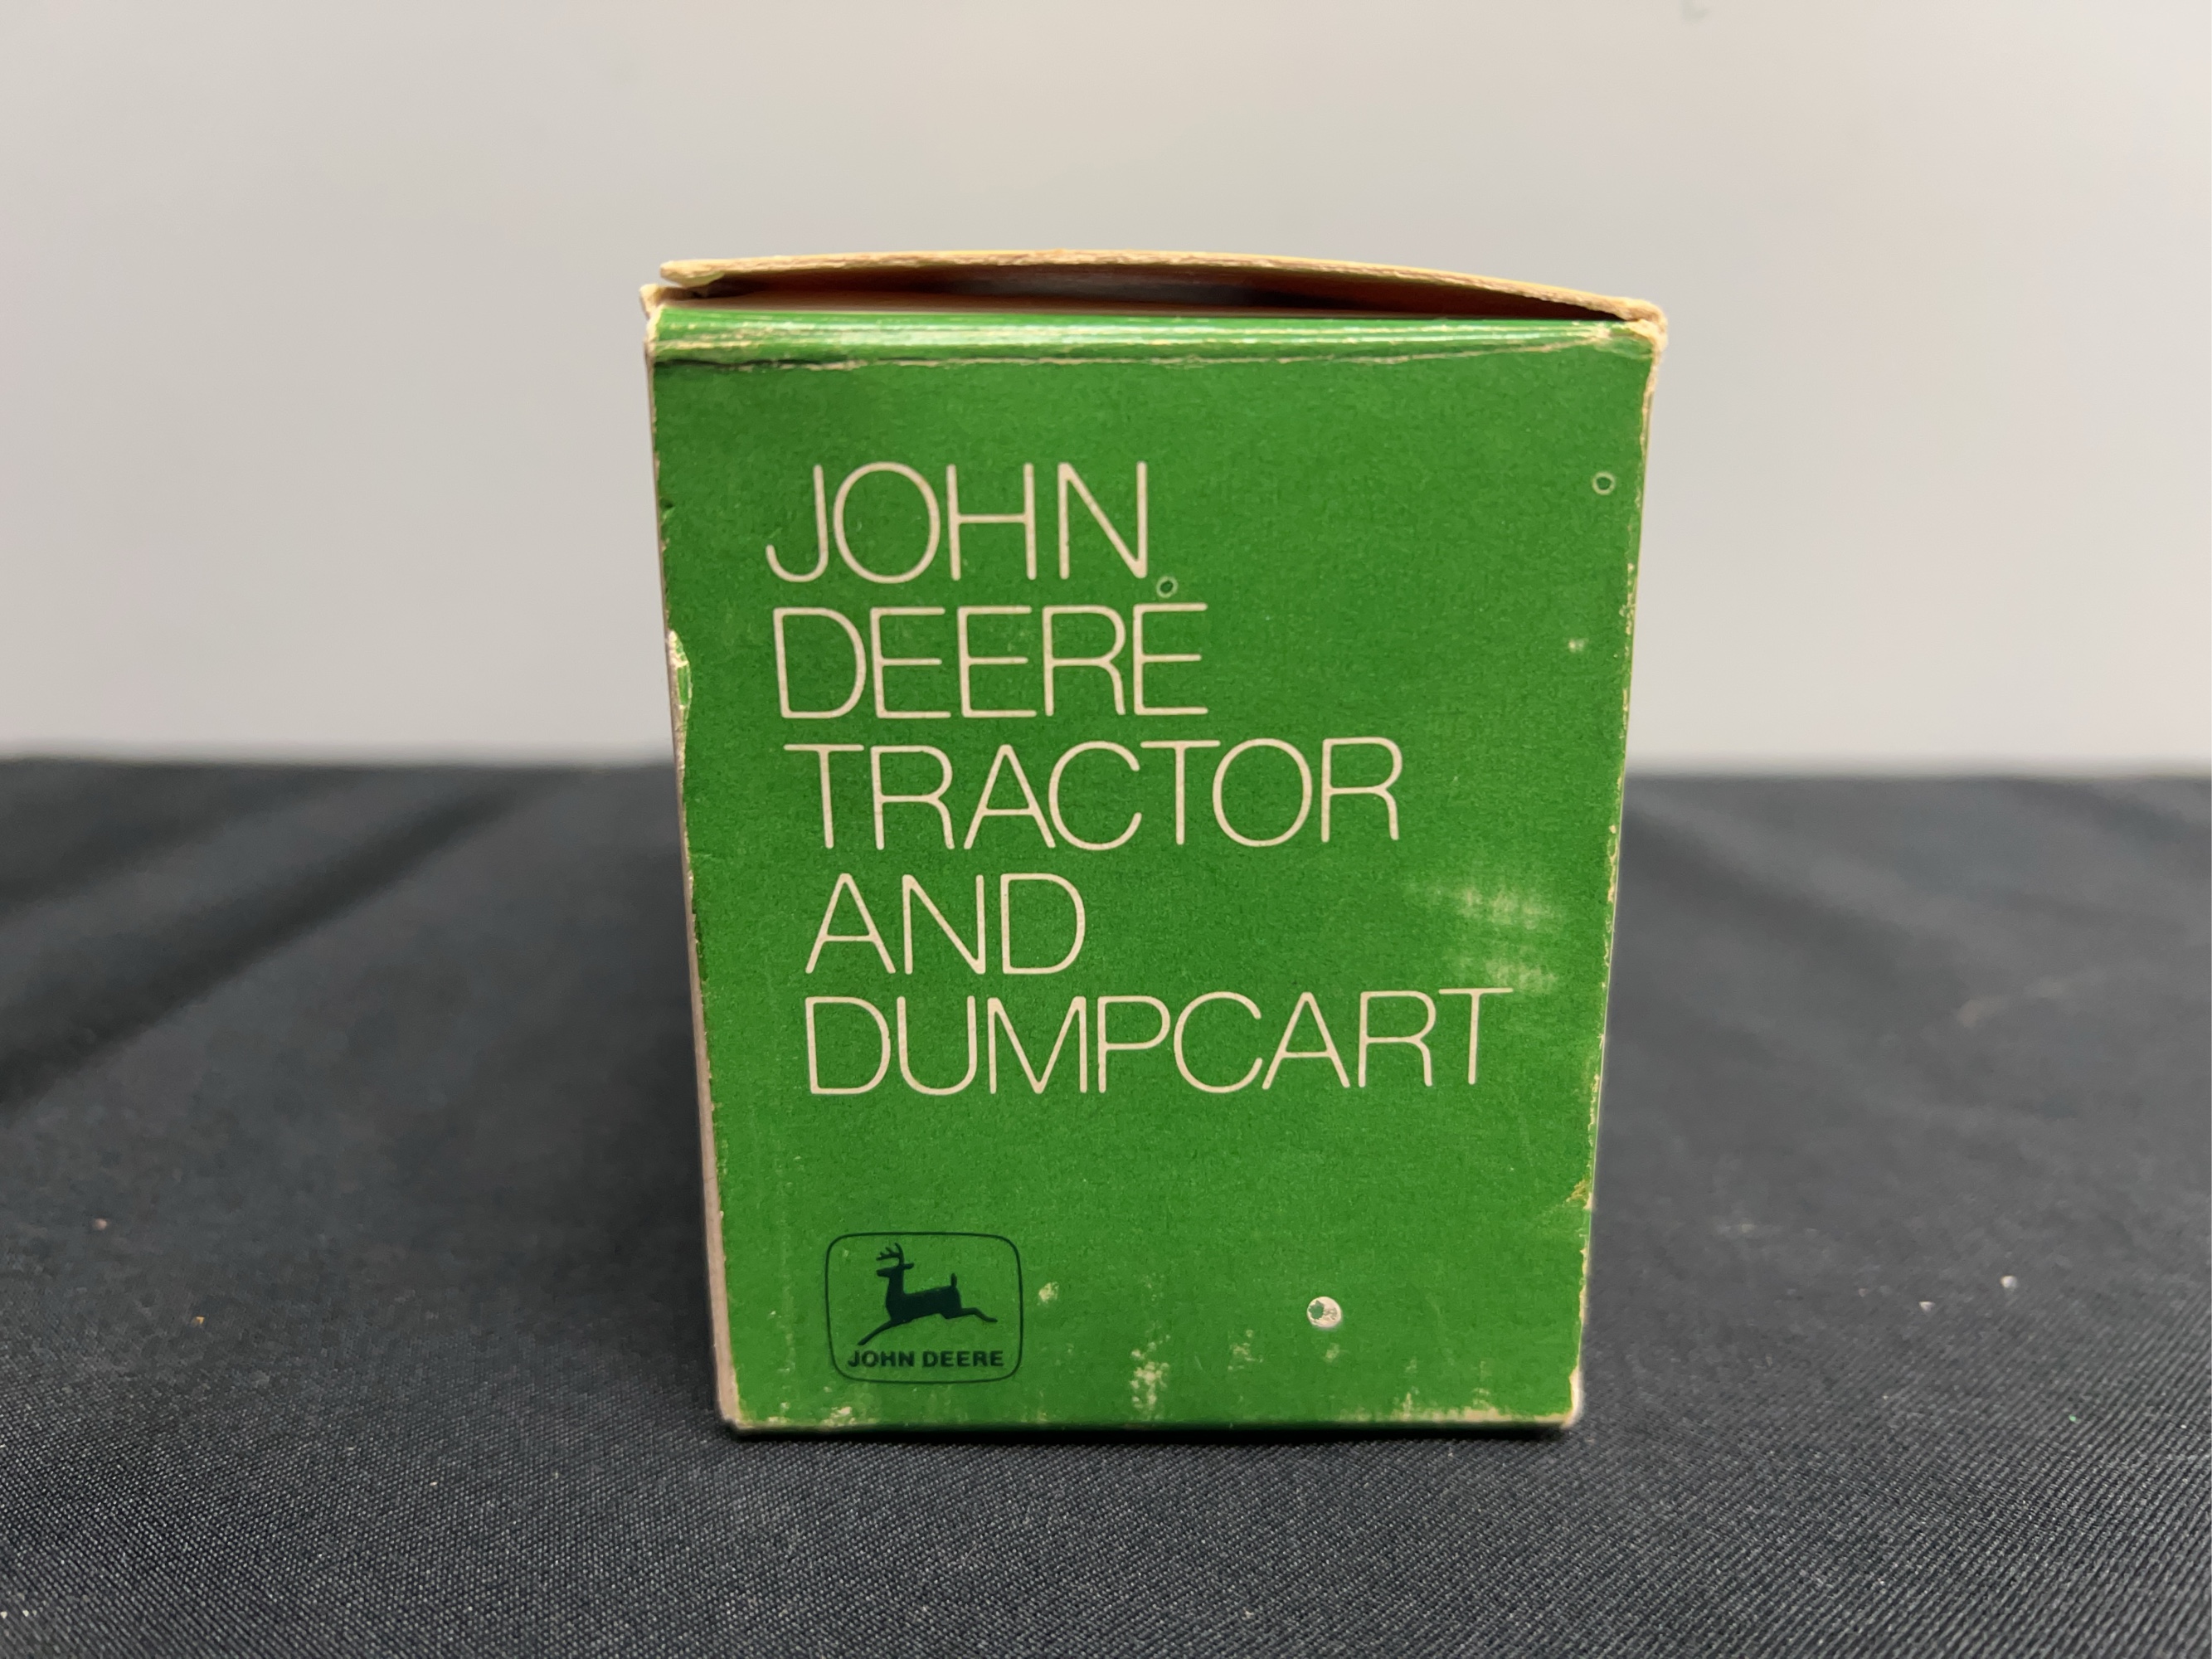 JOHN
DEERE
TRACTOR
AND
DUMPCART
JOHN DEERE